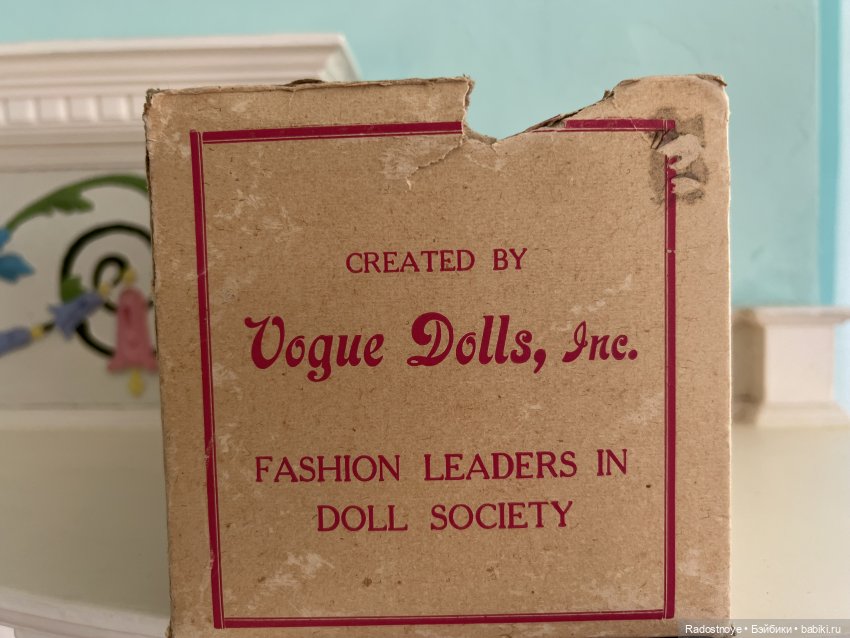 CREATED BY
Vogue Dolls, Inc.
FASHION LEADERS IN
DOLL SOCIETY
Radostnoye • Бэйбики • babiki.ru